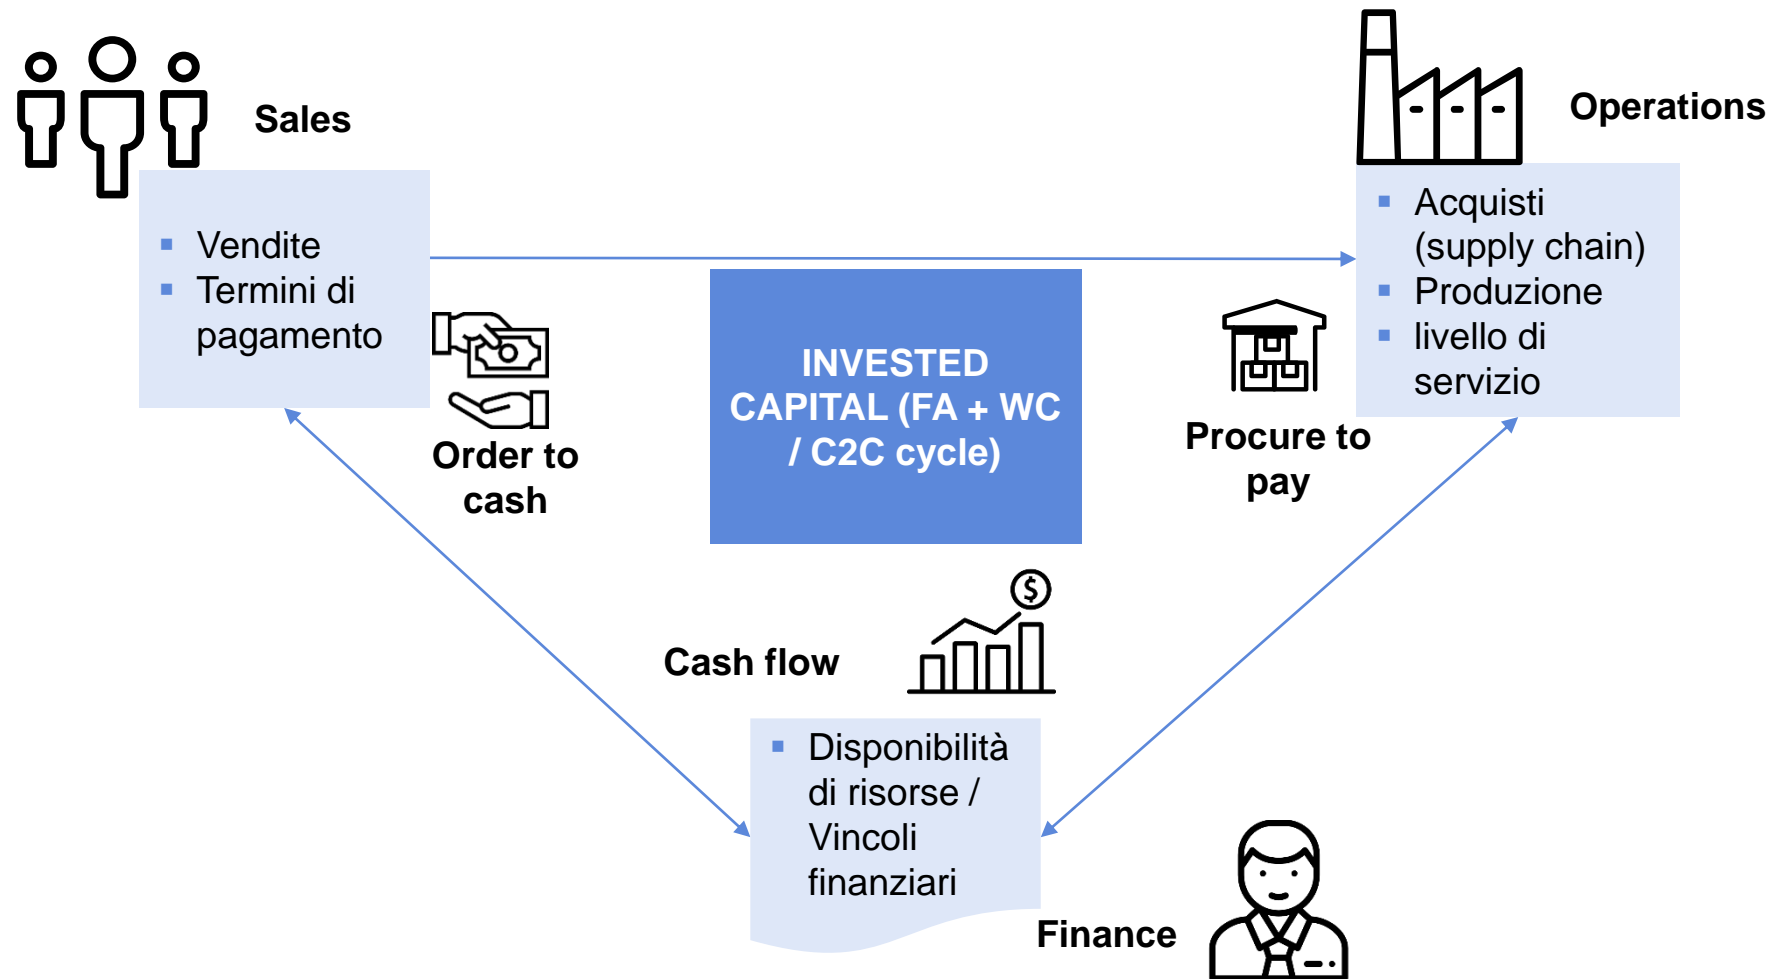 Sales
Operations
Vendite
Termini di
pagamento
Acquisti
(supply chain)
Produzione
livello di
servizio
INVESTED
CAPITAL (FA + WC
/ C2C cycle)
Order to
cash
Procure to
pay
$
Cash flow
Disponibilità
di risorse /
Vincoli
finanziari
Finance